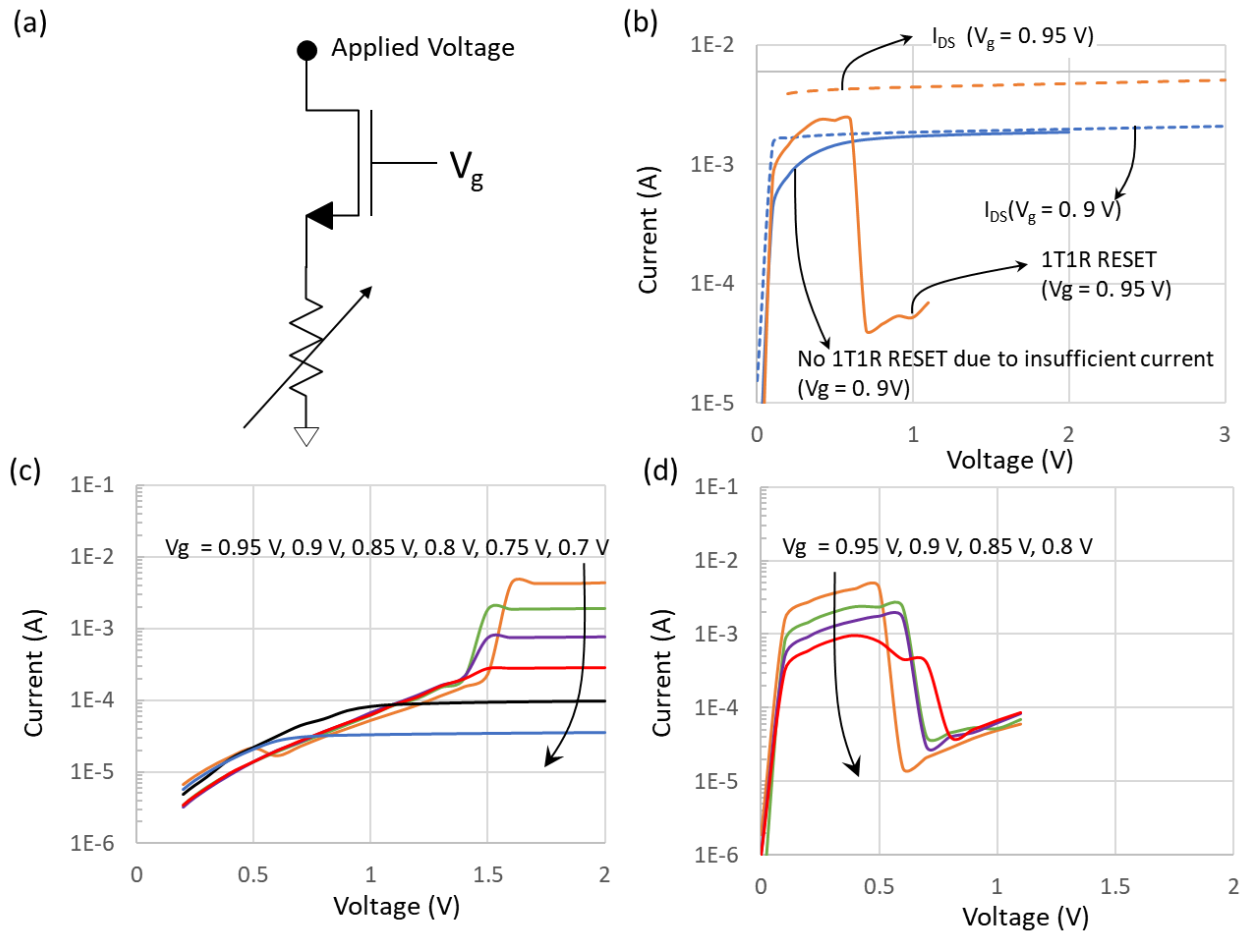 (a)
Applied Voltage
Vg
(b)
IDS (Vg = 0. 95 V)
1E-2
1E-3
1E-4
1E-5
Current (A)
IDS(Vg = 0. 9 V)
1T1R RESET
(Vg = 0. 95 V)
No 1T1R RESET due to insufficient current
(Vg = 0. 9V)
0 1 2 3
Voltage (V)
(c)
1E-1
1E-2
1E-3
1E-4
1E-5
1E-6
Current (A)
Vg = 0.95 V, 0.9 V, 0.85 V, 0.8 V, 0.75 V, 0.7 V
0 0.5 1 1.5 2
Voltage (V)
(d)
1E-1
1E-2
1E-3
1E-4
1E-5
1E-6
Current (A)
Vg = 0.95 V, 0.9 V, 0.85 V, 0.8 V
0 0.5 1 1.5 2
Voltage (V)